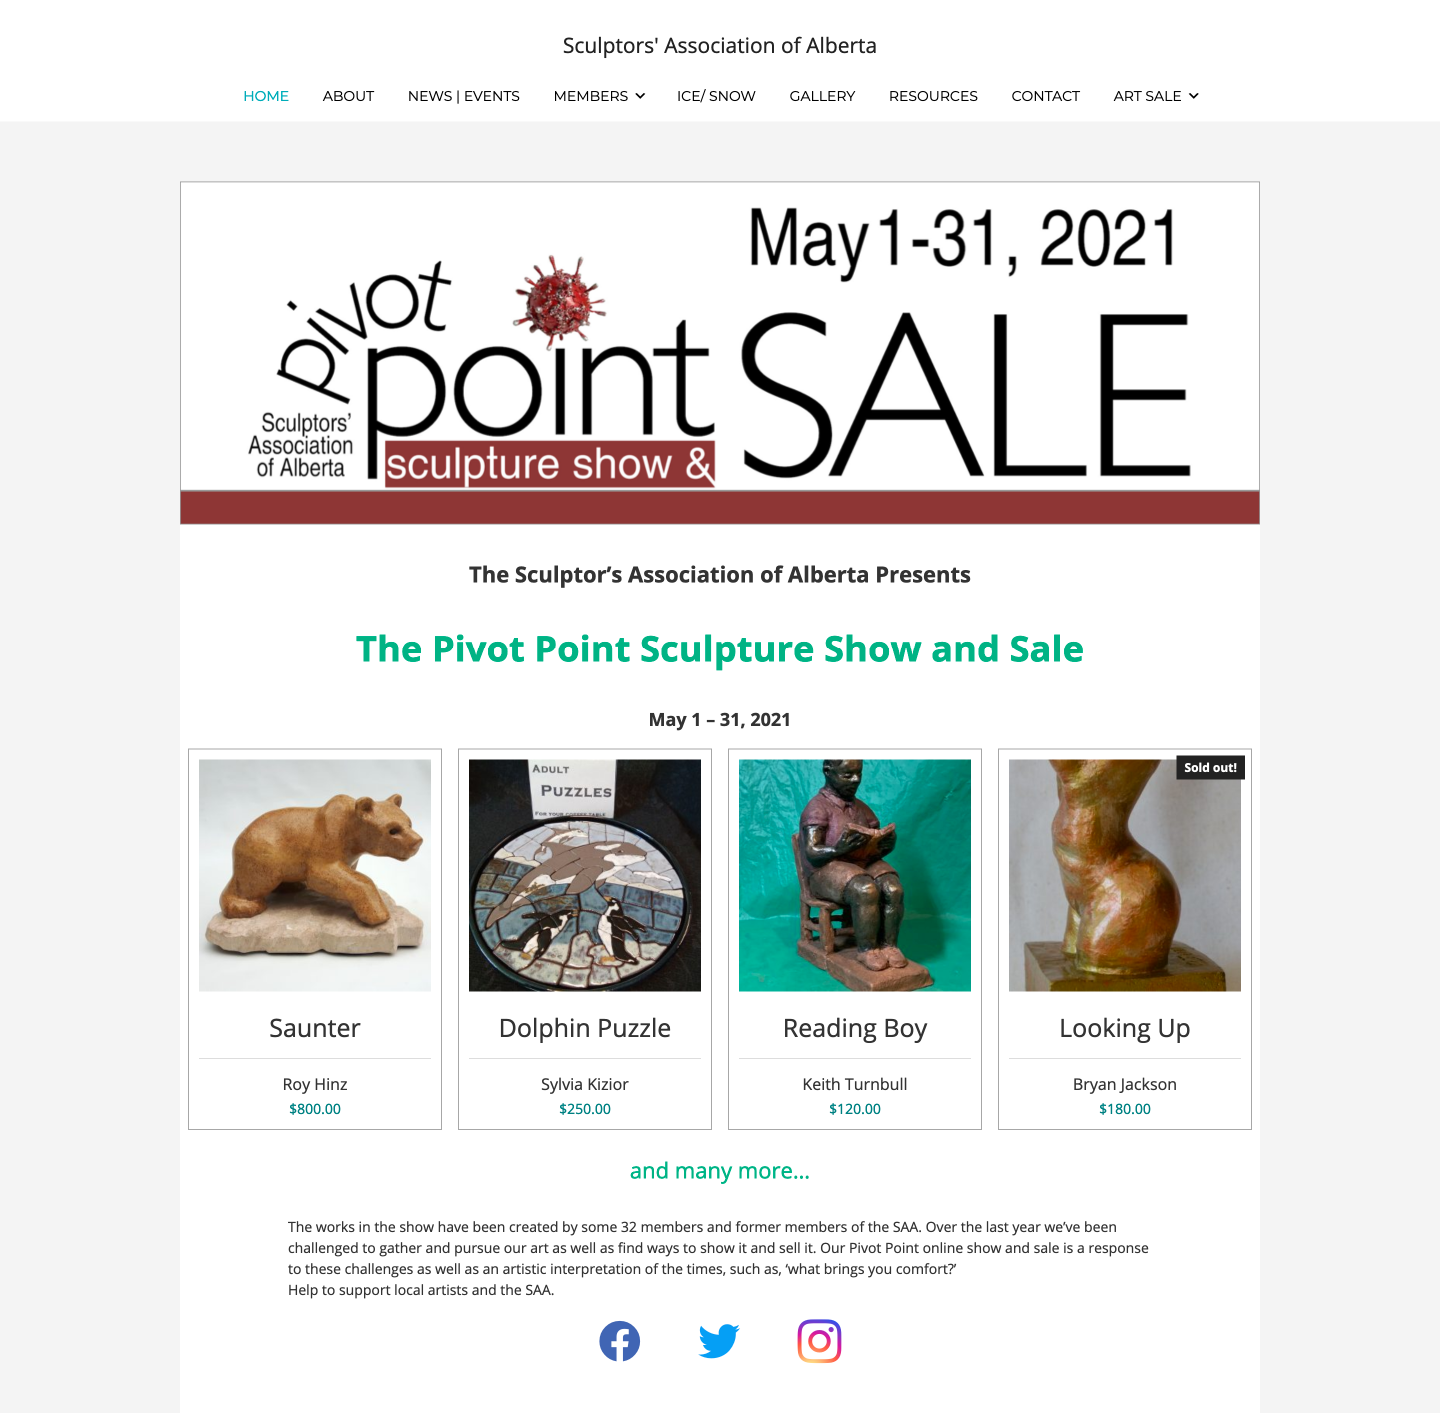 Sculptors' Association of Alberta
HOME ABOUT NEWS | EVENTS MEMBERS ICE/ SNOW GALLERY RESOURCES CONTACT ART SALE
May 1-31, 2021
pivot
point SALE
Sculptors'
Association
of Alberta
sculpture show &
The Sculptor’s Association of Alberta Presents
The Pivot Point Sculpture Show and Sale
May 1 – 31, 2021
ADULT
PUZZLES
FOR YOUR COFFEE TABLE
Sold out!
Saunter
Roy Hinz
$800.00
Dolphin Puzzle
Sylvia Kizior
$250.00
Reading Boy
Keith Turnbull
$120.00
Looking Up
Bryan Jackson
$180.00
and many more...
The works in the show have been created by some 32 members and former members of the SAA. Over the last year we’ve been
challenged to gather and pursue our art as well as find ways to show it and sell it. Our Pivot Point online show and sale is a response
to these challenges as well as an artistic interpretation of the times, such as, ‘what brings you comfort?’
Help to support local artists and the SAA.